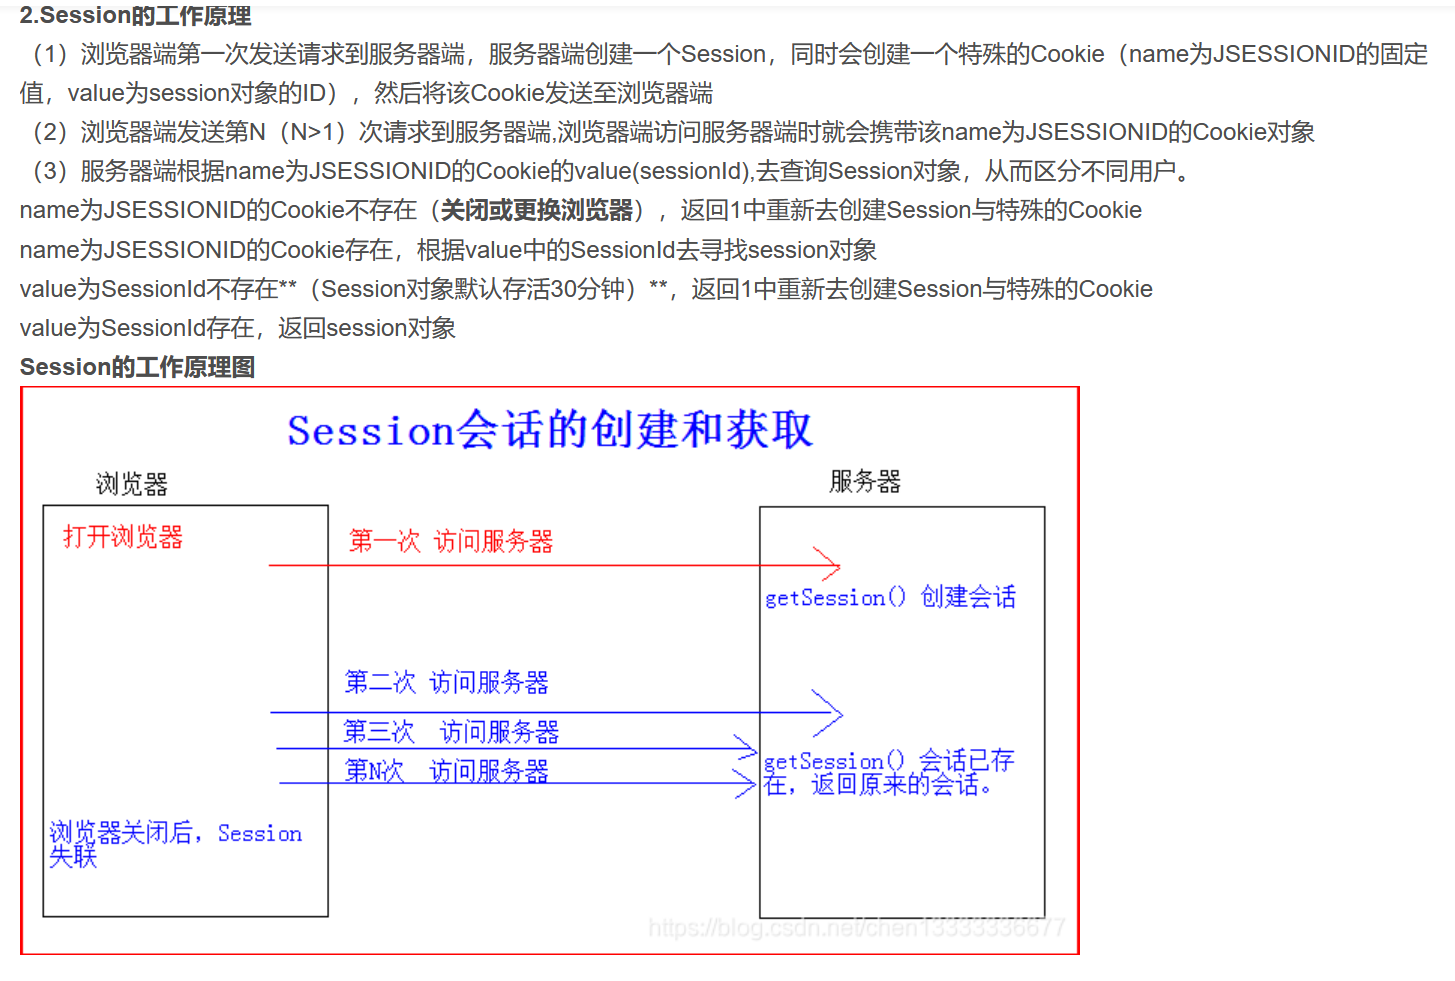 2.Session的工作原理
（1）浏览器端第一次发送请求到服务器端，服务器端创建一个Session，同时会创建一个特殊的Cookie（name为JSESSIONID的固定
值，value为session对象的ID），然后将该Cookie发送至浏览器端
（2）浏览器端发送第N（N>1）次请求到服务器端,浏览器端访问服务器端时就会携带该name为JSESSIONID的Cookie对象
（3）服务器端根据name为JSESSIONID的Cookie的value(sessionId),去查询Session对象，从而区分不同用户。
name为JSESSIONID的Cookie不存在（关闭或更换浏览器），返回1中重新去创建Session与特殊的Cookie
name为JSESSIONID的Cookie存在，根据value中的SessionId去寻找session对象
value为SessionId不存在**（Session对象默认存活30分钟）**，返回1中重新去创建Session与特殊的Cookie
value为SessionId存在，返回session对象
Session的工作原理图
Session会话的创建和获取
浏览器
服务器
打开浏览器
第一次 访问服务器
getSession() 创建会话
第二次 访问服务器
第三次 访问服务器
第N次 访问服务器
getSession() 会话已存
在，返回原来的会话。
浏览器关闭后，Session
失联
https://blog.csdn.net/chen13333336677